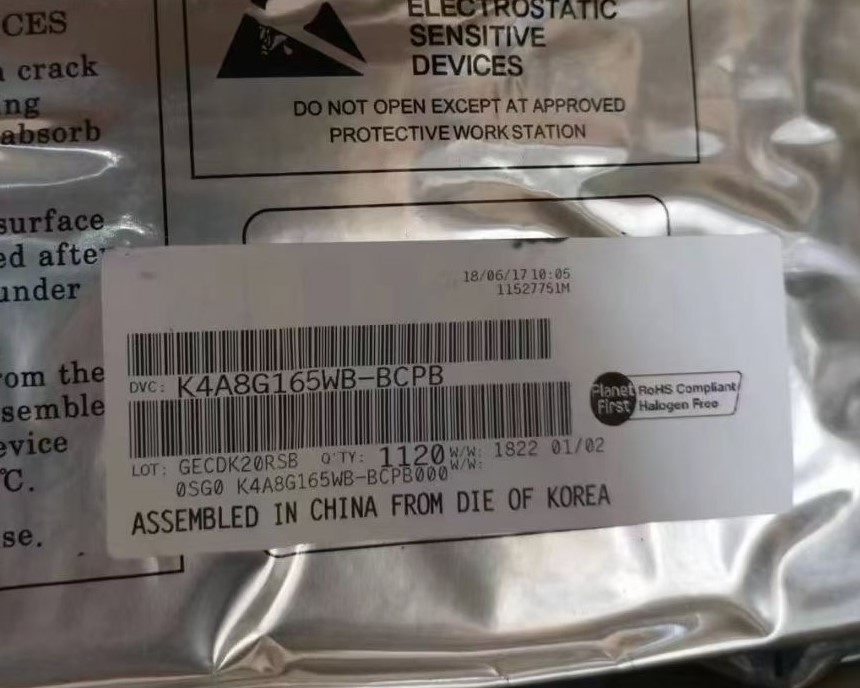 CES
crack
ng
absorb
surface
ed after
under
om the
semble
evice
℃.
se.
ELECTROSTATIC
SENSITIVE
DEVICES
DO NOT OPEN EXCEPT AT APPROVED
PROTECTIVE WORK STATION
18/06/17 10:05
11527751M
DVC: K4A8G165WB-BCPB
Planet First
RoHS Compliant
Halogen Free
LOT: GECDK20RSB Q'TY: 1120 W/W: 1822 01/02
W/W:
0SG0 K4A8G165WB-BCPB000
ASSEMBLED IN CHINA FROM DIE OF KOREA